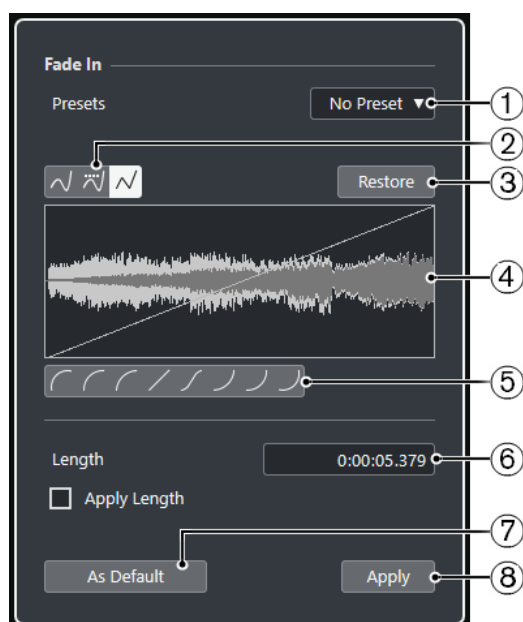 Fade In
Presets
No Preset
1
2
3
Restore
4
5
Length
0:00:05.379
6
Apply Length
7
As Default
Apply
8